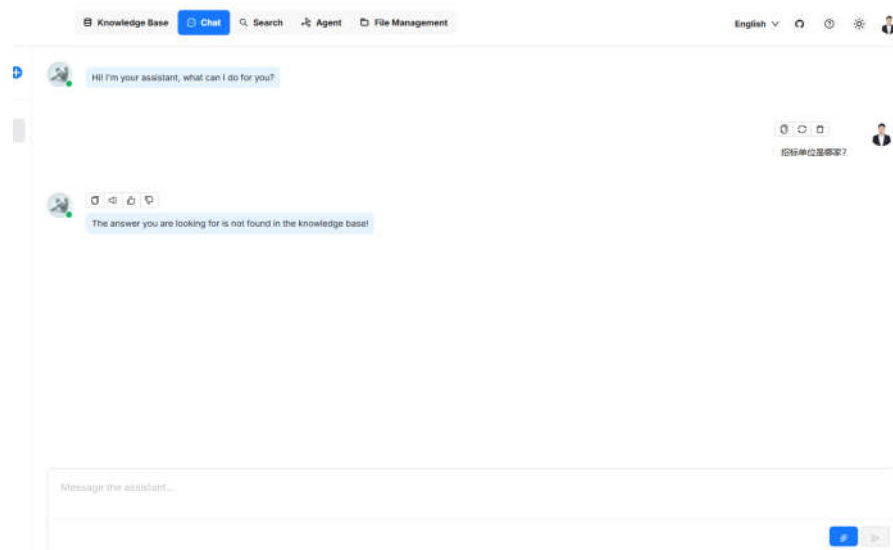 Knowledge Base Chat Search Agent File Management English
Hi! I'm your assistant, what can I do for you?
招标单位是哪家?
The answer you are looking for is not found in the knowledge base!
Message the assistant...